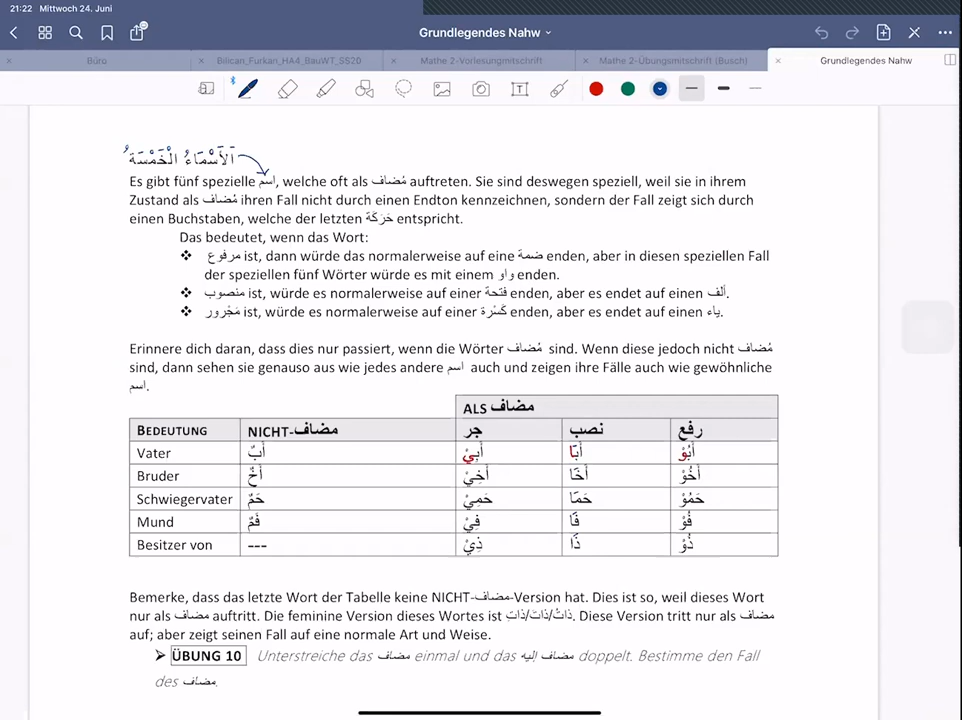 21:22 Mittwoch 24. Juni
Grundlegendes Nahw
Büro
Bilican_Furkan_HA4_BauWT_SS20
Mathe 2-Vorlesungmitschrift
Mathe 2-Übungsmitschrift (Busch)
Grundlegendes Nahw
اَلأَسْمَاءُ الْخَمْسَةُ
Es gibt fünf spezielle اسم, welche oft als مُضاف auftreten. Sie sind deswegen speziell, weil sie in ihrem
Zustand als مُضاف ihren Fall nicht durch einen Endton kennzeichnen, sondern der Fall zeigt sich durch
einen Buchstaben, welche der letzten حَرَكَة entspricht.
Das bedeutet, wenn das Wort:
❖ مرفوع ist, dann würde das normalerweise auf eine ضمة enden, aber in diesen speziellen Fall
der speziellen fünf Wörter würde es mit einem واو enden.
❖ منصوب ist, würde es normalerweise auf einer فتحة enden, aber es endet auf einen ألف.
❖ مَجْرور ist, würde es normalerweise auf einer كَسْرة enden, aber es endet auf einen ياء.
Erinnere dich daran, dass dies nur passiert, wenn die Wörter مُضاف sind. Wenn diese jedoch nicht مُضاف
sind, dann sehen sie genauso aus wie jedes andere اسم auch und zeigen ihre Fälle auch wie gewöhnliche
اسم.
ALS مضاف
BEDEUTUNG NICHT-مضاف جر نصب رفع
Vater أَبٌ أَبِيْ أَبَا أَبُوْ
Bruder أَخٌ أَخِيْ أَخَا أَخُوْ
Schwiegervater حَمٌ حَمِيْ حَمَا حَمُوْ
Mund فَمٌ فِيْ فَا فُوْ
Besitzer von --- ذِيْ ذَا ذُوْ
Bemerke, dass das letzte Wort der Tabelle keine NICHT-مضاف-Version hat. Dies ist so, weil dieses Wort
nur als مضاف auftritt. Die feminine Version dieses Wortes ist ذاتُ/ذاتَ/ذاتِ. Diese Version tritt nur als مضاف
auf; aber zeigt seinen Fall auf eine normale Art und Weise.
➤ ÜBUNG 10 Unterstreiche das مضاف einmal und das مضاف إليه doppelt. Bestimme den Fall
des مضاف.